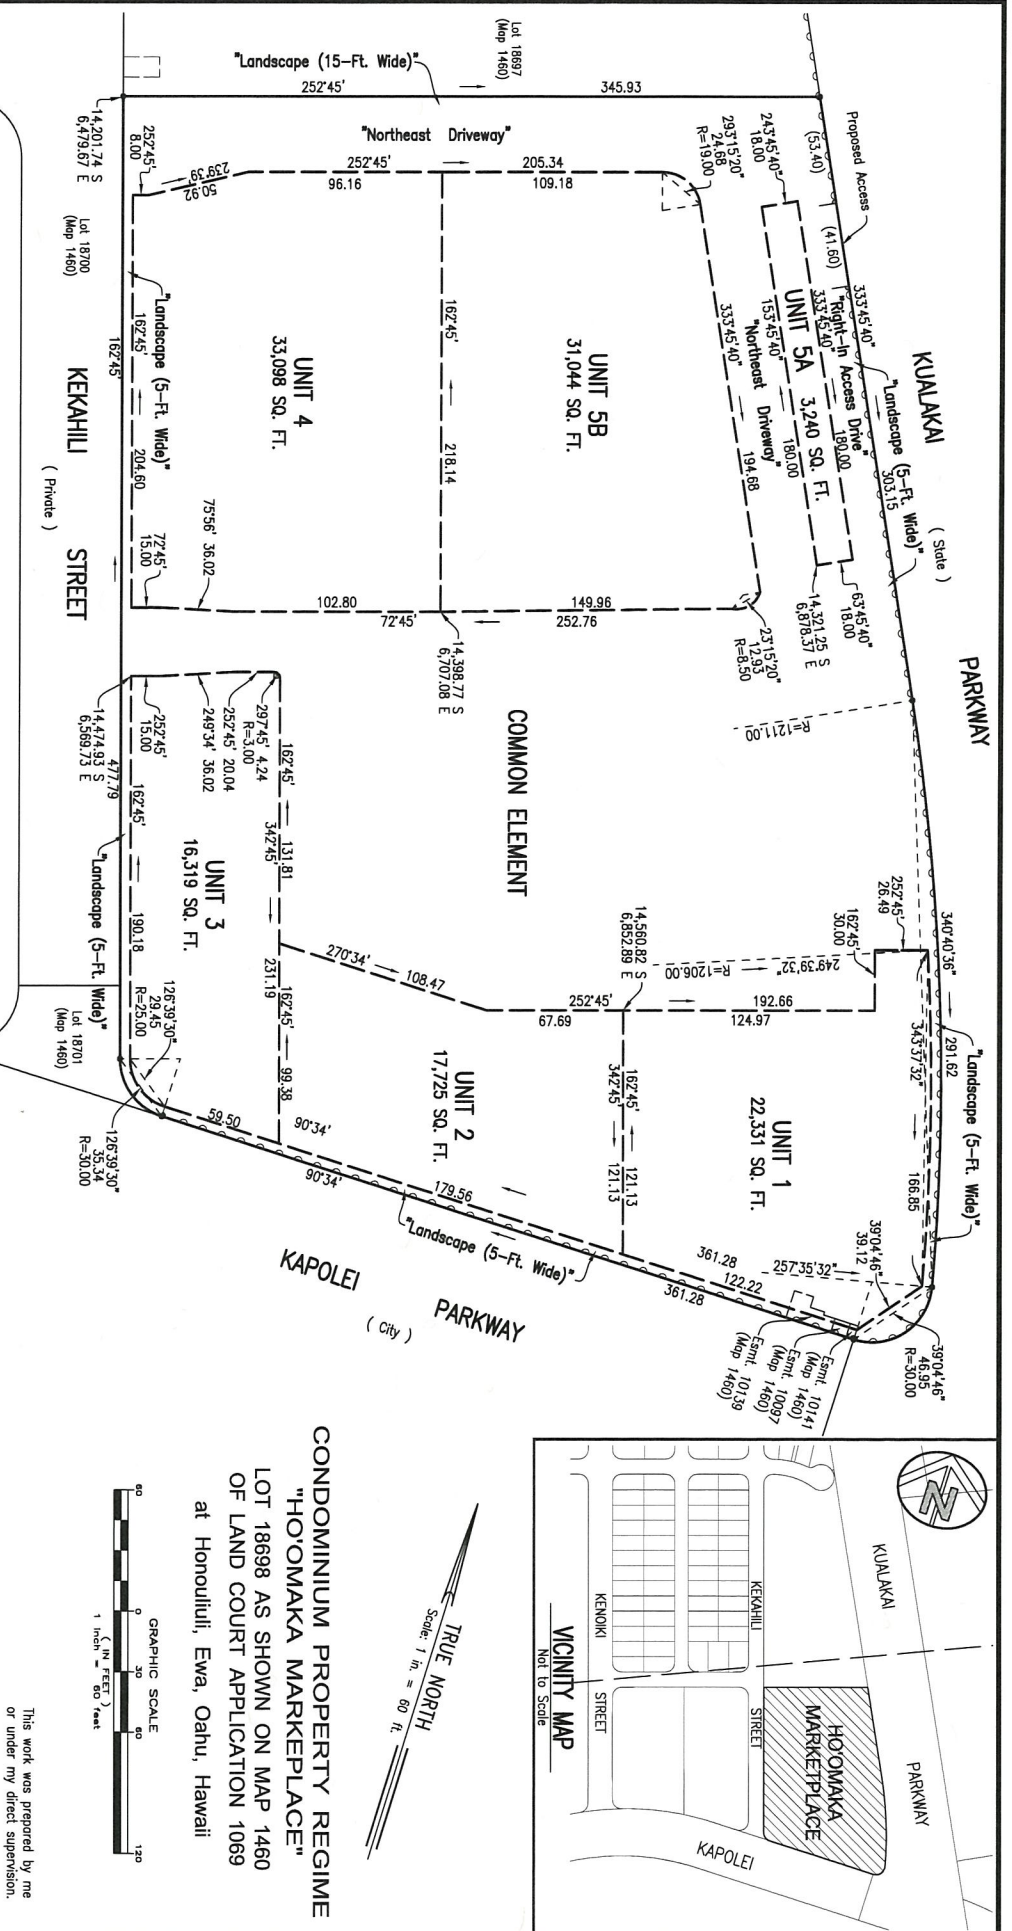 Lot 18697
(Map 1460)
"Landscape (15-Ft. Wide)"
252°45'
345.93
Proposed Access
(53.40)
(41.60)
"Northeast Driveway"
252°45'
205.34
96.16
109.18
14,201.74 S
6,479.67 E
252°45'
8.00
239°39'
50.92
293°15'20"
24.68
R=19.00
243°45'40"
18.00
333°45'40"
"Right-In Access Drive"
333°45'40"
180.00
UNIT 5A 3,240 SQ. FT.
153°45'40"
180.00
"Northeast Driveway"
333°45'40"
194.68
"Landscape (5-Ft. Wide)"
303.15
KUALAKAI
( State )
PARKWAY
63°45'40"
18.00
14,321.25 S
6,878.37 E
23°15'20"
12.93
R=8.50
UNIT 5B
31,044 SQ. FT.
162°45'
218.14
UNIT 4
33,098 SQ. FT.
Lot 18700
(Map 1460)
"Landscape (5-Ft. Wide)"
162°45'
204.60
162°45'
KEKAHILI
( Private )
STREET
72°45'
15.00
75°56' 36.02
102.80
149.96
72°45'
252.76
14,398.77 S
6,707.08 E
COMMON ELEMENT
R=1211.00
297°45' 4.24
R=3.00
252°45' 20.04
249°34' 36.02
252°45'
15.00
14,474.93 S
6,569.73 E
477.79
162°45'
131.81
342°45'
231.19
162°45'
99.38
UNIT 3
16,319 SQ. FT.
162°45'
190.18
"Landscape (5-Ft. Wide)"
Lot 18701
(Map 1460)
126°39'30"
29.45
R=25.00
126°39'30"
35.34
R=30.00
270°34'
108.47
252°45'
192.66
67.69
124.97
14,560.82 S
6,852.89 E
R=1206.00
249°39'32"
162°45'
30.00
252°45'
26.49
340°40'36"
291.62
343°37'32"
166.85
"Landscape (5-Ft. Wide)"
UNIT 2
17,725 SQ. FT.
162°45'
121.13
342°45'
121.13
UNIT 1
22,331 SQ. FT.
59.50
90°34'
90°34'
179.56
"Landscape (5-Ft. Wide)"
361.28
122.22
361.28
257°35'32"
39°04'46"
39.12
39°04'46"
46.95
R=30.00
Esmt. 10141
(Map 1460)
Esmt. 10097
(Map 1460)
Esmt. 10139
(Map 1460)
KAPOLEI
PARKWAY
( City )
N
KUALAKAI
PARKWAY
KEKAHILI
STREET
KENOIKI
STREET
HO'OMAKA
MARKETPLACE
KAPOLEI
VICINITY MAP
Not to Scale
TRUE NORTH
Scale: 1 in. = 60 ft.
CONDOMINIUM PROPERTY REGIME
"HO'OMAKA MARKEPLACE"
LOT 18698 AS SHOWN ON MAP 1460
OF LAND COURT APPLICATION 1069
at Honouliuli, Ewa, Oahu, Hawaii
GRAPHIC SCALE
60 0 30 60 120
( IN FEET )
1 inch = 60 feet
This work was prepared by me
or under my direct supervision.